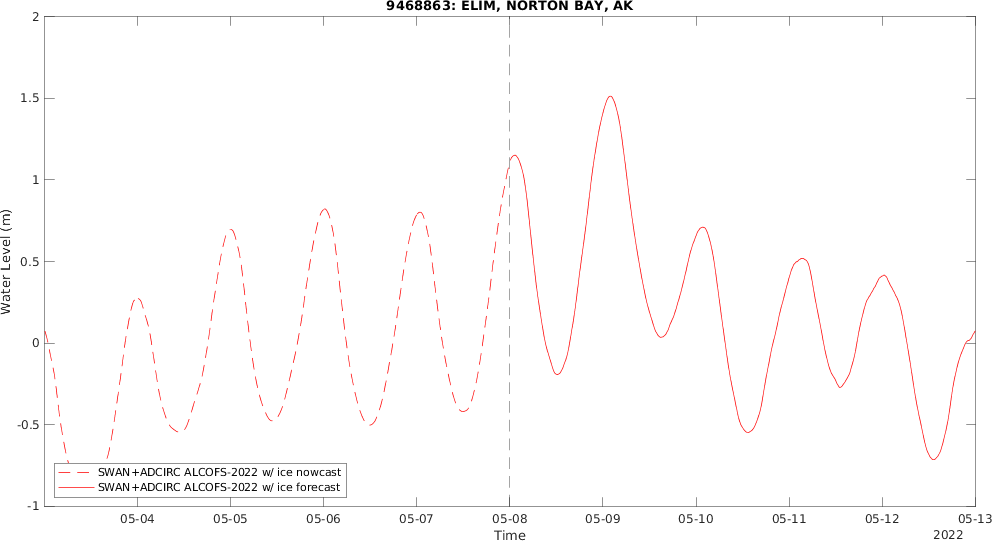 9468863: ELIM, NORTON BAY, AK
2
1.5
1
0.5
0
-0.5
-1
Water Level (m)
SWAN+ADCIRC ALCOFS-2022 w/ ice nowcast
SWAN+ADCIRC ALCOFS-2022 w/ ice forecast
05-04 05-05 05-06 05-07 05-08 05-09 05-10 05-11 05-12 05-13
Time
2022